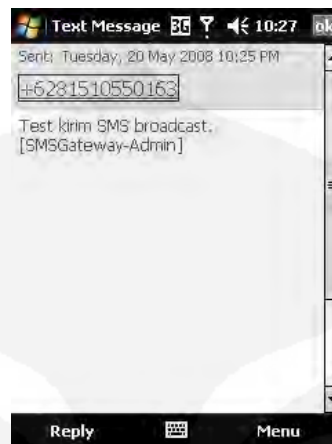 Text Message 3G 10:27 ok
Sent: Tuesday, 20 May 2008 10:25 PM
+6281510550163
Test kirim SMS broadcast.
[SMSGateway-Admin]
Reply Menu